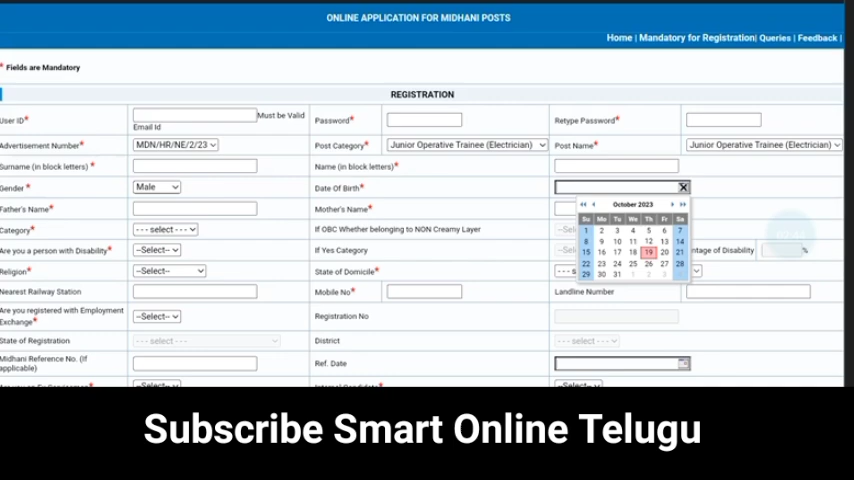 ONLINE APPLICATION FOR MIDHANI POSTS
Home | Mandatory for Registration| Queries | Feedback |
* Fields are Mandatory
REGISTRATION
User ID* Must be Valid Email Id Password* Retype Password*
Advertisement Number* MDN/HR/NE/2/23 Post Category* Junior Operative Trainee (Electrician) Post Name* Junior Operative Trainee (Electrician)
Surname (in block letters) * Name (in block letters)*
Gender * Male Date Of Birth* X
October 2023
Su Mo Tu We Th Fr Sa
1 2 3 4 5 6 7
8 9 10 11 12 13 14
15 16 17 18 19 20 21
22 23 24 25 26 27 28
29 30 31 1 2 3
Father's Name* Mother's Name*
Category* - - - select - - - If OBC Whether belonging to NON Creamy Layer
Are you a person with Disability* --Select-- If Yes Category ntage of Disability %
Religion* --Select-- State of Domicile*
Nearest Railway Station Mobile No* Landline Number
Are you registered with Employment Exchange* --Select-- Registration No
State of Registration - - - select - - - District - - - select - - -
Midhani Reference No. (If applicable) Ref. Date
--Select-- --Select--
Subscribe Smart Online Telugu